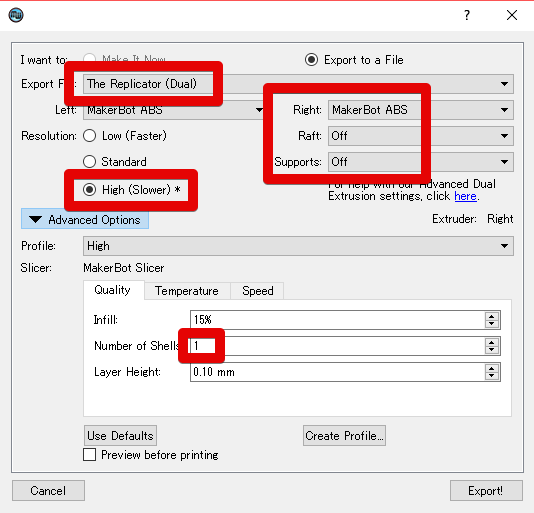 ?
I want to: Make It Now Export to a File
Export For: The Replicator (Dual)
Left: MakerBot ABS Right: MakerBot ABS
Resolution: Low (Faster) Raft: Off
Standard Supports: Off
High (Slower) * For help with our Advanced Dual
Extrusion settings, click here.
Advanced Options Extruder: Right
Profile: High
Slicer: MakerBot Slicer
Quality Temperature Speed
Infill: 15%
Number of Shells 1
Layer Height: 0.10 mm
Use Defaults Create Profile...
Preview before printing
Cancel Export!